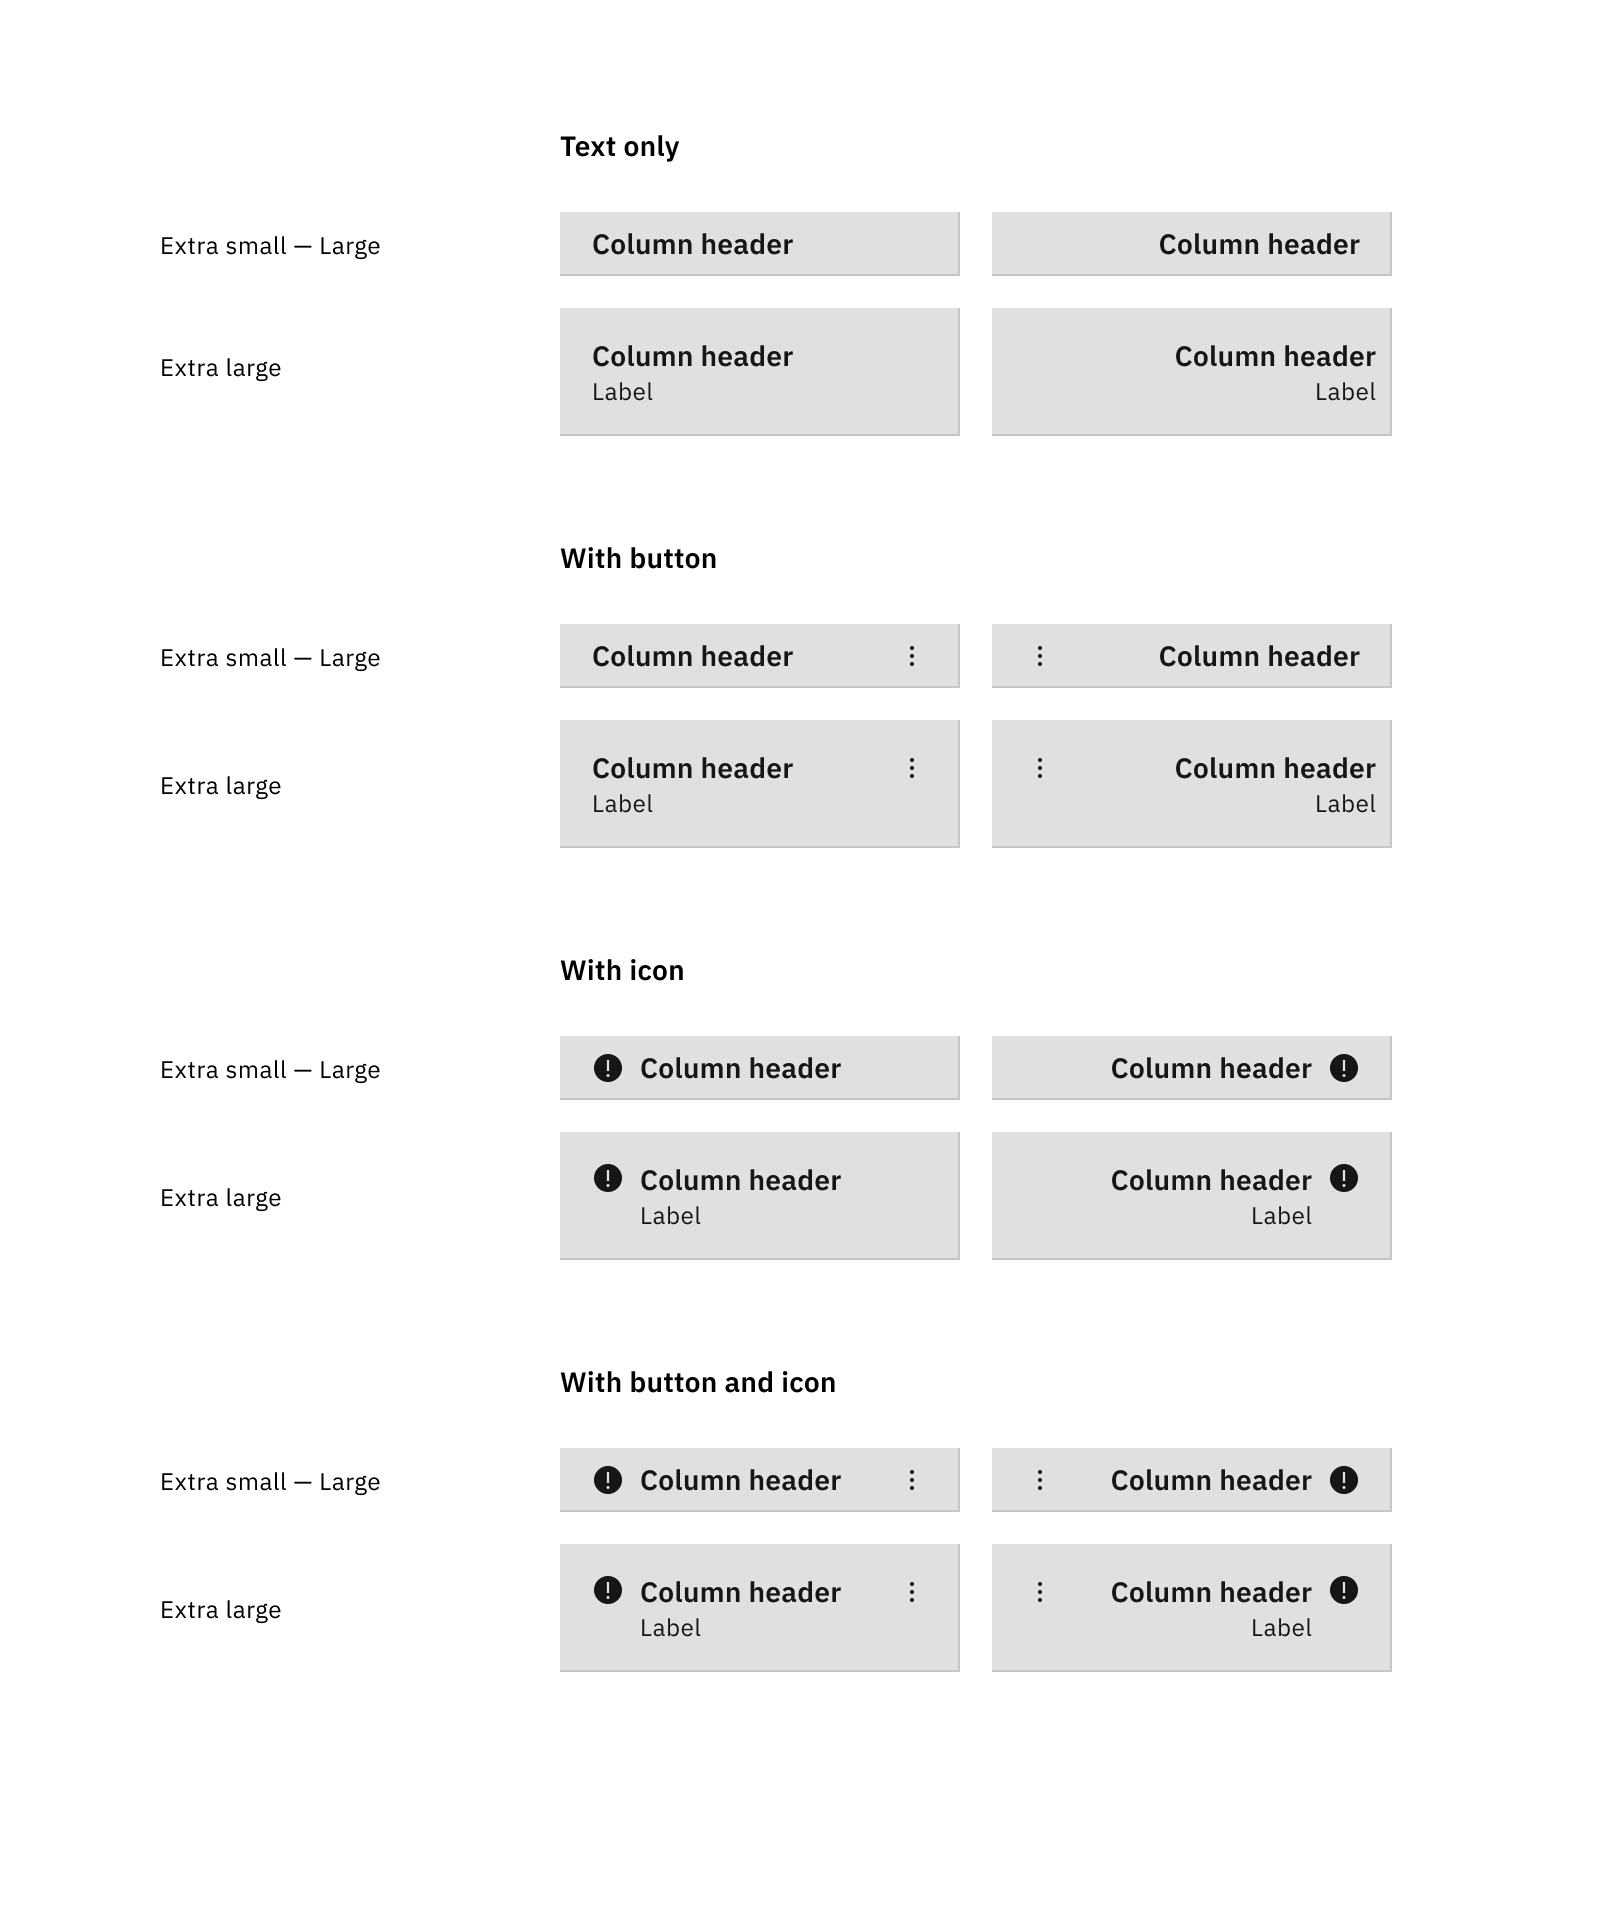 Text only
Extra small — Large
Column header
Column header
Extra large
Column header
Label
Column header
Label
With button
Extra small — Large
Column header
Column header
Extra large
Column header
Label
Column header
Label
With icon
Extra small — Large
Column header
Column header
Extra large
Column header
Label
Column header
Label
With button and icon
Extra small — Large
Column header
Column header
Extra large
Column header
Label
Column header
Label